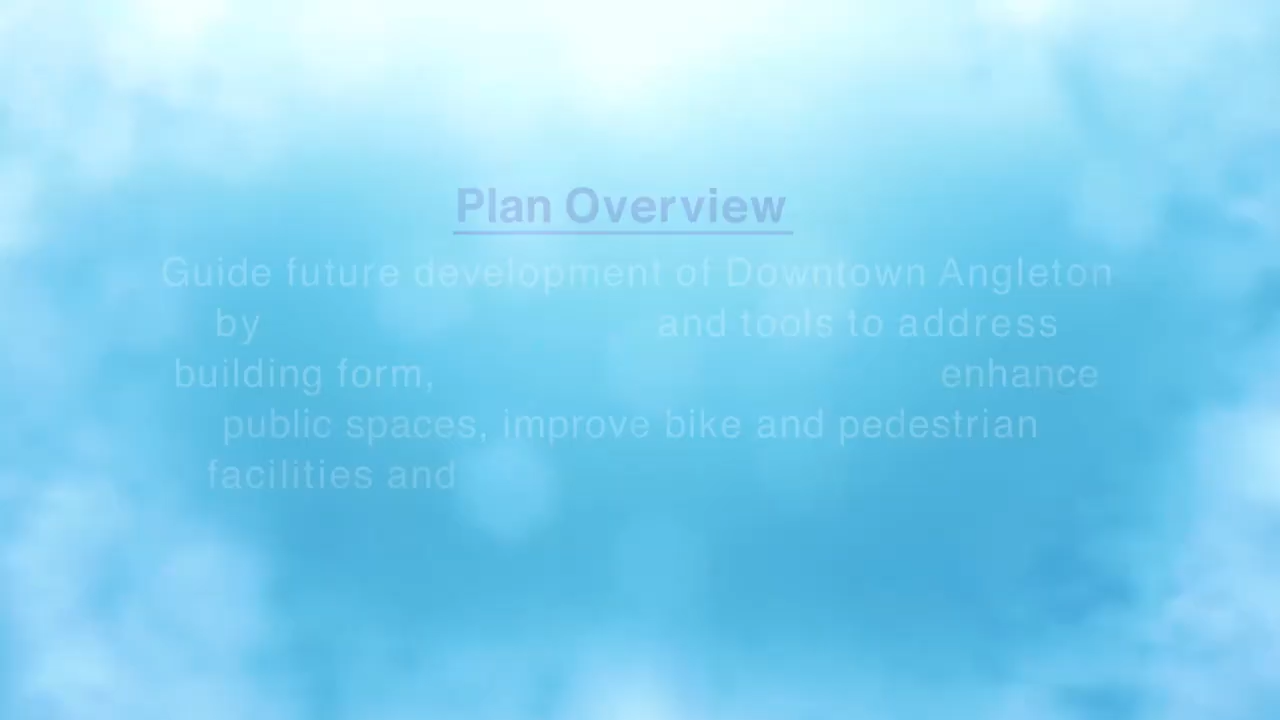 Plan Overview
Guide future development of Downtown Angleton
by and tools to address
building form, enhance
public spaces, improve bike and pedestrian
facilities and